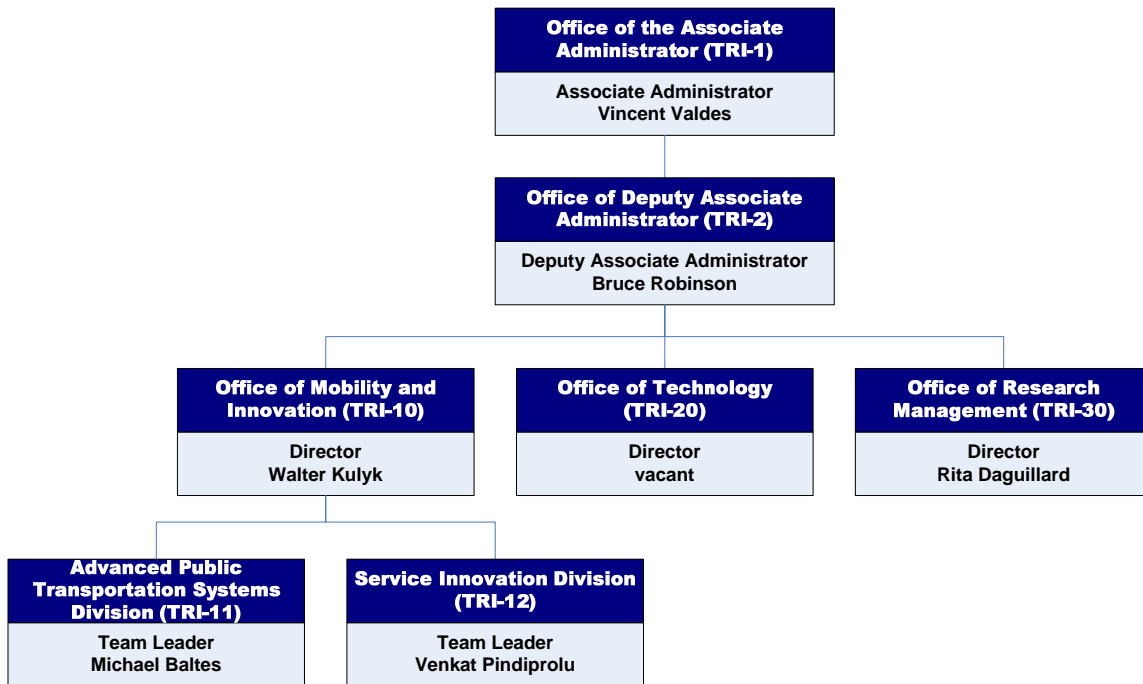 Office of the Associate
Administrator (TRI-1)
Associate Administrator
Vincent Valdes
Office of Deputy Associate
Administrator (TRI-2)
Deputy Associate Administrator
Bruce Robinson
Office of Mobility and
Innovation (TRI-10)
Director
Walter Kulyk
Office of Technology
(TRI-20)
Director
vacant
Office of Research
Management (TRI-30)
Director
Rita Daguillard
Advanced Public
Transportation Systems
Division (TRI-11)
Team Leader
Michael Baltes
Service Innovation Division
(TRI-12)
Team Leader
Venkat Pindiprolu